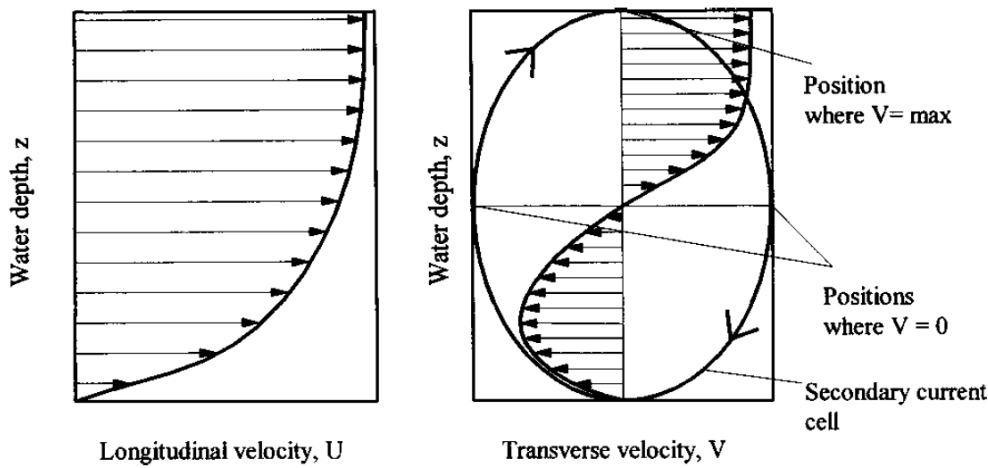 Water depth, z
Longitudinal velocity, U
Water depth, z
Transverse velocity, V
Position
where V= max
Positions
where V = 0
Secondary current
cell